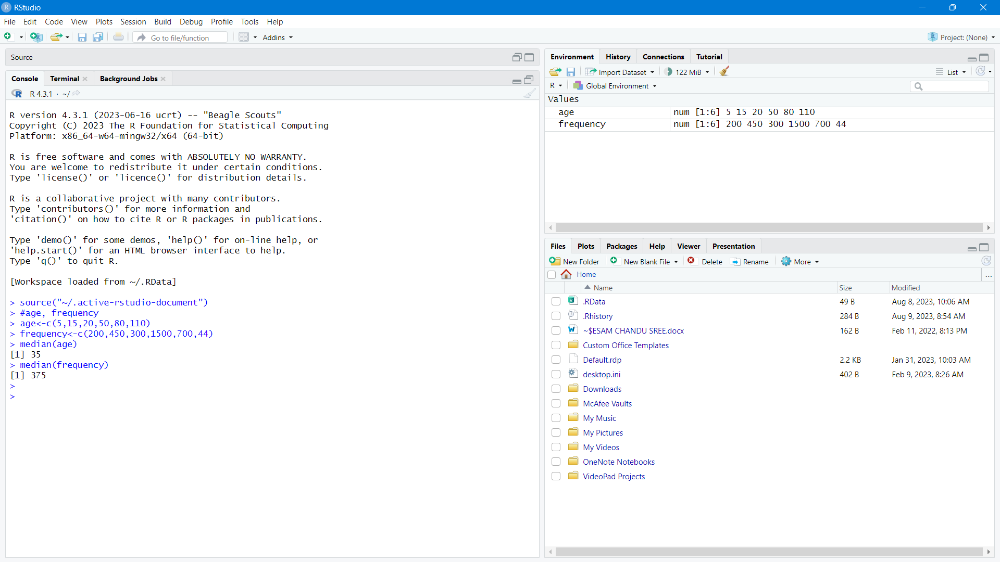 RStudio
File Edit Code View Plots Session Build Debug Profile Tools Help
Go to file/function Addins Project: (None)
Source
Console Terminal Background Jobs
R 4.3.1 · ~/
R version 4.3.1 (2023-06-16 ucrt) -- "Beagle Scouts"
Copyright (C) 2023 The R Foundation for Statistical Computing
Platform: x86_64-w64-mingw32/x64 (64-bit)
R is free software and comes with ABSOLUTELY NO WARRANTY.
You are welcome to redistribute it under certain conditions.
Type 'license()' or 'licence()' for distribution details.
R is a collaborative project with many contributors.
Type 'contributors()' for more information and
'citation()' on how to cite R or R packages in publications.
Type 'demo()' for some demos, 'help()' for on-line help, or
'help.start()' for an HTML browser interface to help.
Type 'q()' to quit R.
[Workspace loaded from ~/.RData]
> source("~/.active-rstudio-document")
> #age, frequency
> age<-c(5,15,20,50,80,110)
> frequency<-c(200,450,300,1500,700,44)
> median(age)
[1] 35
> median(frequency)
[1] 375
>
>
Environment History Connections Tutorial
Import Dataset 122 MiB List
R Global Environment
Values
age num [1:6] 5 15 20 50 80 110
frequency num [1:6] 200 450 300 1500 700 44
Files Plots Packages Help Viewer Presentation
New Folder New Blank File Delete Rename More
Home ...
Name Size Modified
.RData 49 B Aug 8, 2023, 10:06 AM
.Rhistory 284 B Aug 9, 2023, 8:54 AM
~$ESAM CHANDU SREE.docx 162 B Feb 11, 2022, 8:13 PM
Custom Office Templates
Default.rdp 2.2 KB Jan 31, 2023, 10:03 AM
desktop.ini 402 B Feb 9, 2023, 8:26 AM
Downloads
McAfee Vaults
My Music
My Pictures
My Videos
OneNote Notebooks
VideoPad Projects